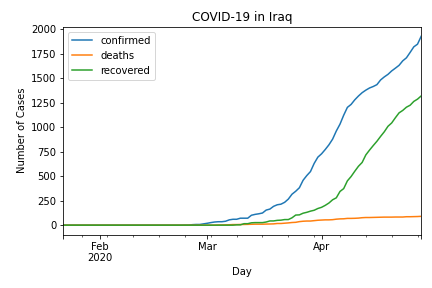 COVID-19 in Iraq
confirmed
deaths
recovered
Number of Cases
2000
1750
1500
1250
1000
750
500
250
0
Feb
2020
Mar
Apr
Day